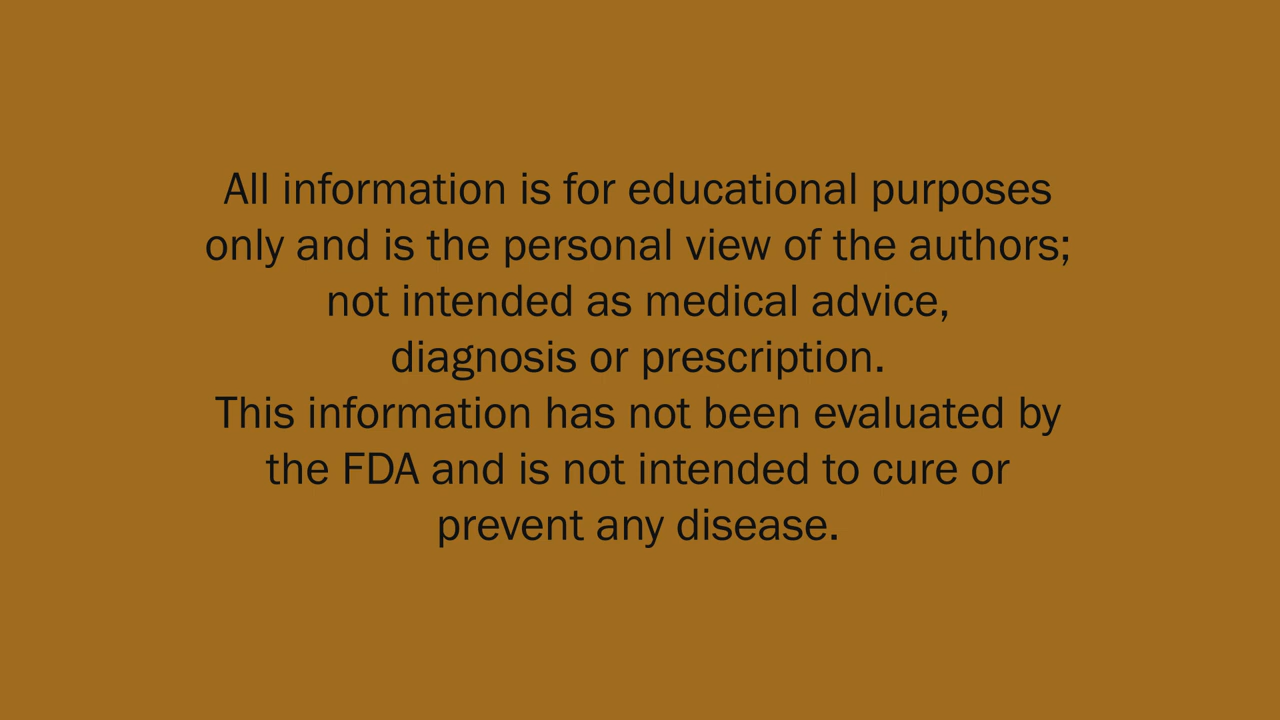 All information is for educational purposes
only and is the personal view of the authors;
not intended as medical advice,
diagnosis or prescription.
This information has not been evaluated by
the FDA and is not intended to cure or
prevent any disease.